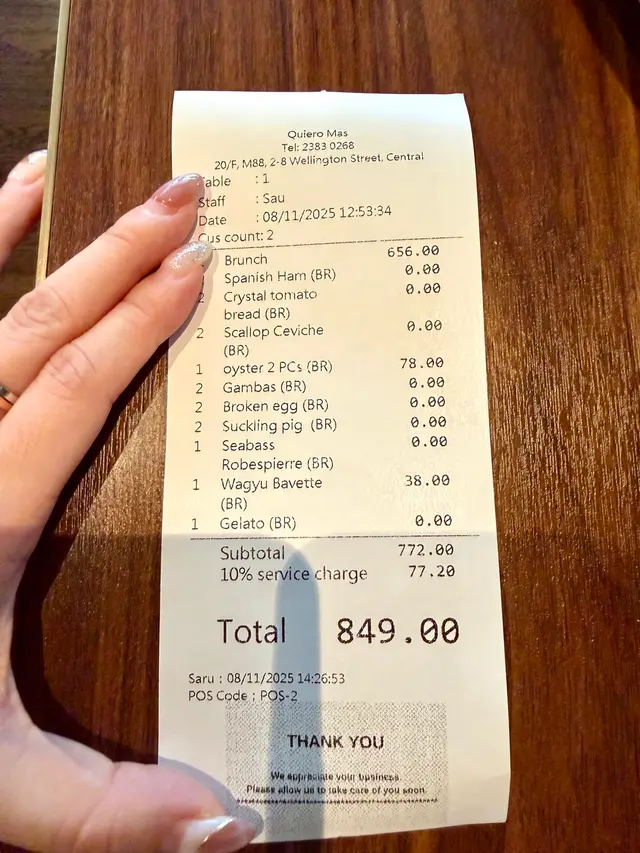 Quiero Mas
Tel: 2383 0268
20/F, M88, 2-8 Wellington Street, Central
able : 1
Staff : Sau
Date : 08/11/2025 12:53:34
Cus count: 2
Brunch 656.00
Spanish Ham (BR) 0.00
2 Crystal tomato 0.00
bread (BR)
2 Scallop Ceviche 0.00
(BR)
1 oyster 2 PCs (BR) 78.00
2 Gambas (BR) 0.00
2 Broken egg (BR) 0.00
2 Suckling pig (BR) 0.00
1 Seabass 0.00
Robespierre (BR)
1 Wagyu Bavette 38.00
(BR)
1 Gelato (BR) 0.00
Subtotal 772.00
10% service charge 77.20
Total 849.00
Saru : 08/11/2025 14:26:53
POS Code : POS-2
THANK YOU
We appreciate your business.
Please allow us to take care of you soon.